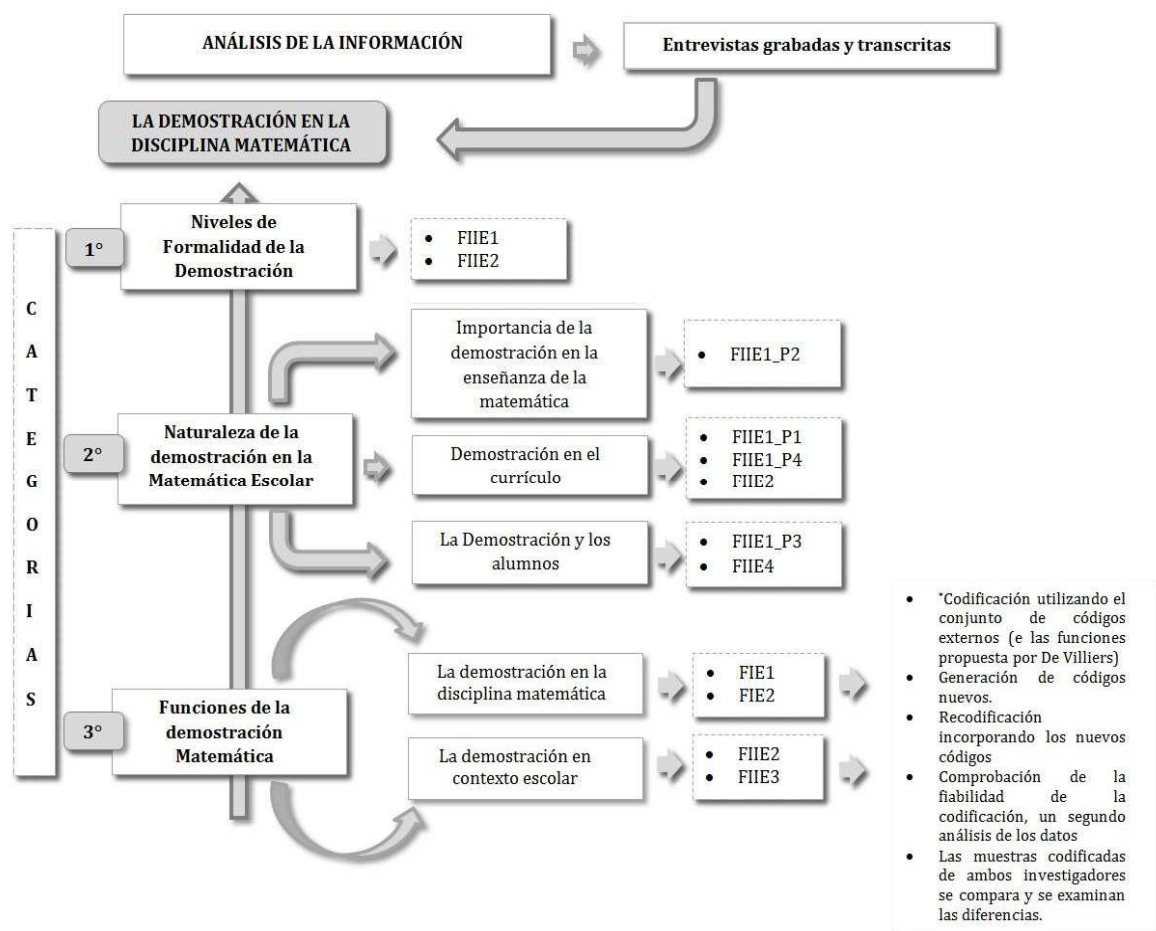 ANÁLISIS DE LA INFORMACIÓN
Entrevistas grabadas y transcritas
LA DEMOSTRACIÓN EN LA
DISCIPLINA MATEMÁTICA
CATEGORIAS
1°
Niveles de
Formalidad de la
Demostración
• FIIE1
• FIIE2
2°
Naturaleza de la
demostración en la
Matemática Escolar
Importancia de la
demostración en la
enseñanza de la
matemática
• FIIE1_P2
Demostración en el
currículo
• FIIE1_P1
• FIIE1_P4
• FIIE2
La Demostración y los
alumnos
• FIIE1_P3
• FIIE4
3°
Funciones de la
demostración
Matemática
La demostración en la
disciplina matemática
• FIE1
• FIE2
La demostración en
contexto escolar
• FIIE2
• FIIE3
• *Codificación utilizando el
conjunto de códigos
externos (e las funciones
propuesta por De Villiers)
• Generación de códigos
nuevos.
• Recodificación
incorporando los nuevos
códigos
• Comprobación de la
fiabilidad de la
codificación, un segundo
análisis de los datos
• Las muestras codificadas
de ambos investigadores
se compara y se examinan
las diferencias.